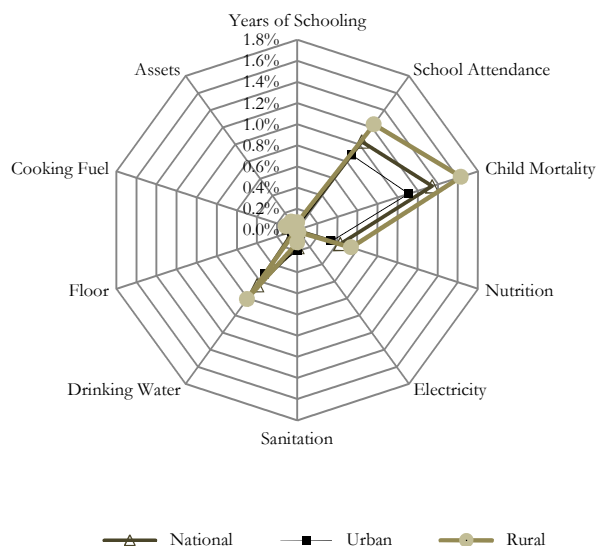 Years of Schooling
1.8%
1.6%
1.4%
1.2%
1.0%
0.8%
0.6%
0.4%
0.2%
0.0%
School Attendance
Child Mortality
Nutrition
Electricity
Sanitation
Drinking Water
Floor
Cooking Fuel
Assets
National Urban Rural